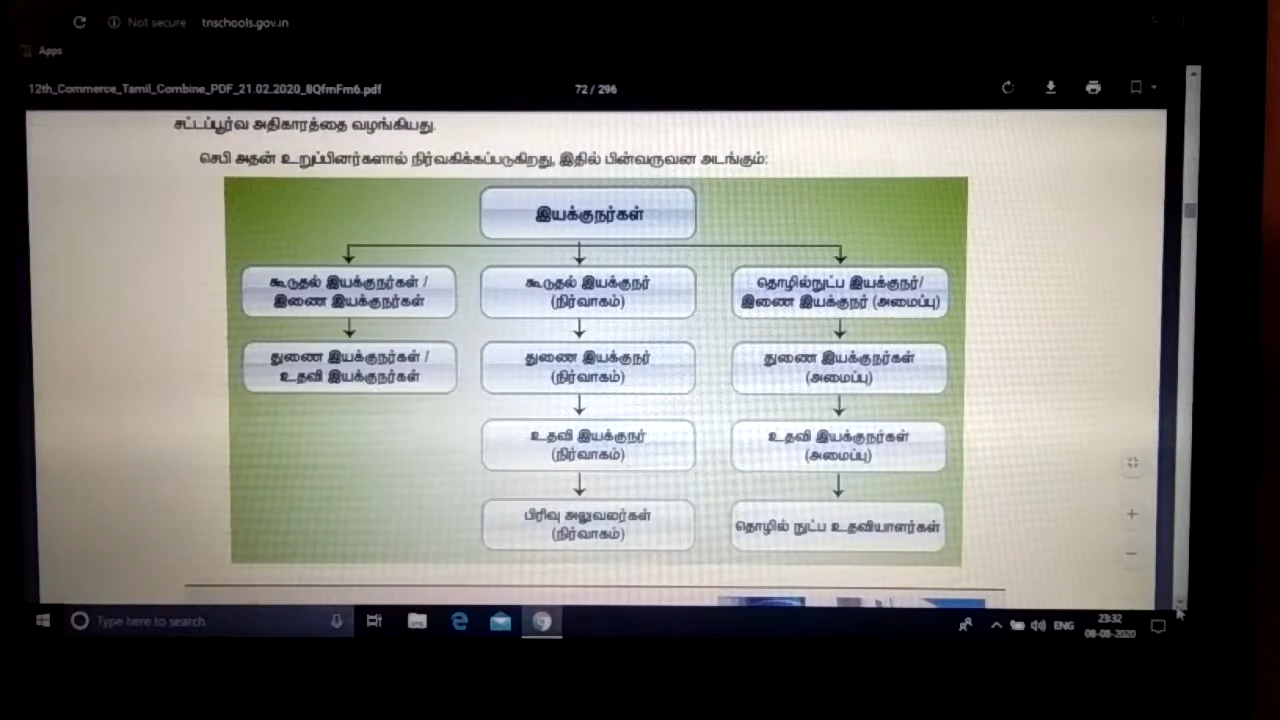 Not secure tnschools.gov.in
Apps
12th_Commerce_Tamil_Combine_PDF_21.02.2020_8QfmFm6.pdf 72 / 296
சட்டப்பூர்வ அதிகாரத்தை வழங்கியது.
செபி அதன் உறுப்பினர்களால் நிர்வகிக்கப்படுகிறது, இதில் பின்வருவன அடங்கும்:
இயக்குநர்கள்
கூடுதல் இயக்குநர்கள் /
இணை இயக்குநர்கள்
கூடுதல் இயக்குநர்
(நிர்வாகம்)
தொழில்நுட்ப இயக்குநர்/
இணை இயக்குநர் (அமைப்பு)
துணை இயக்குநர்கள் /
உதவி இயக்குநர்கள்
துணை இயக்குநர்
(நிர்வாகம்)
துணை இயக்குநர்கள்
(அமைப்பு)
உதவி இயக்குநர்
(நிர்வாகம்)
உதவி இயக்குநர்கள்
(அமைப்பு)
பிரிவு அலுவலர்கள்
(நிர்வாகம்)
தொழில் நுட்ப உதவியாளர்கள்
Type here to search
ENG
23:32
08-08-2020